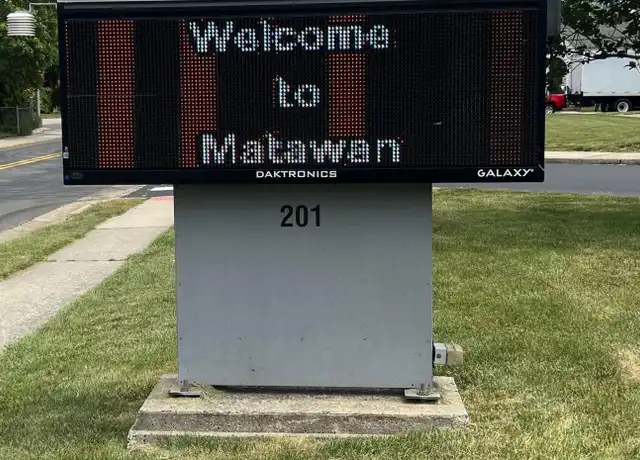 Welcome
to
Matawan
DAKTRONICS GALAXY®
201